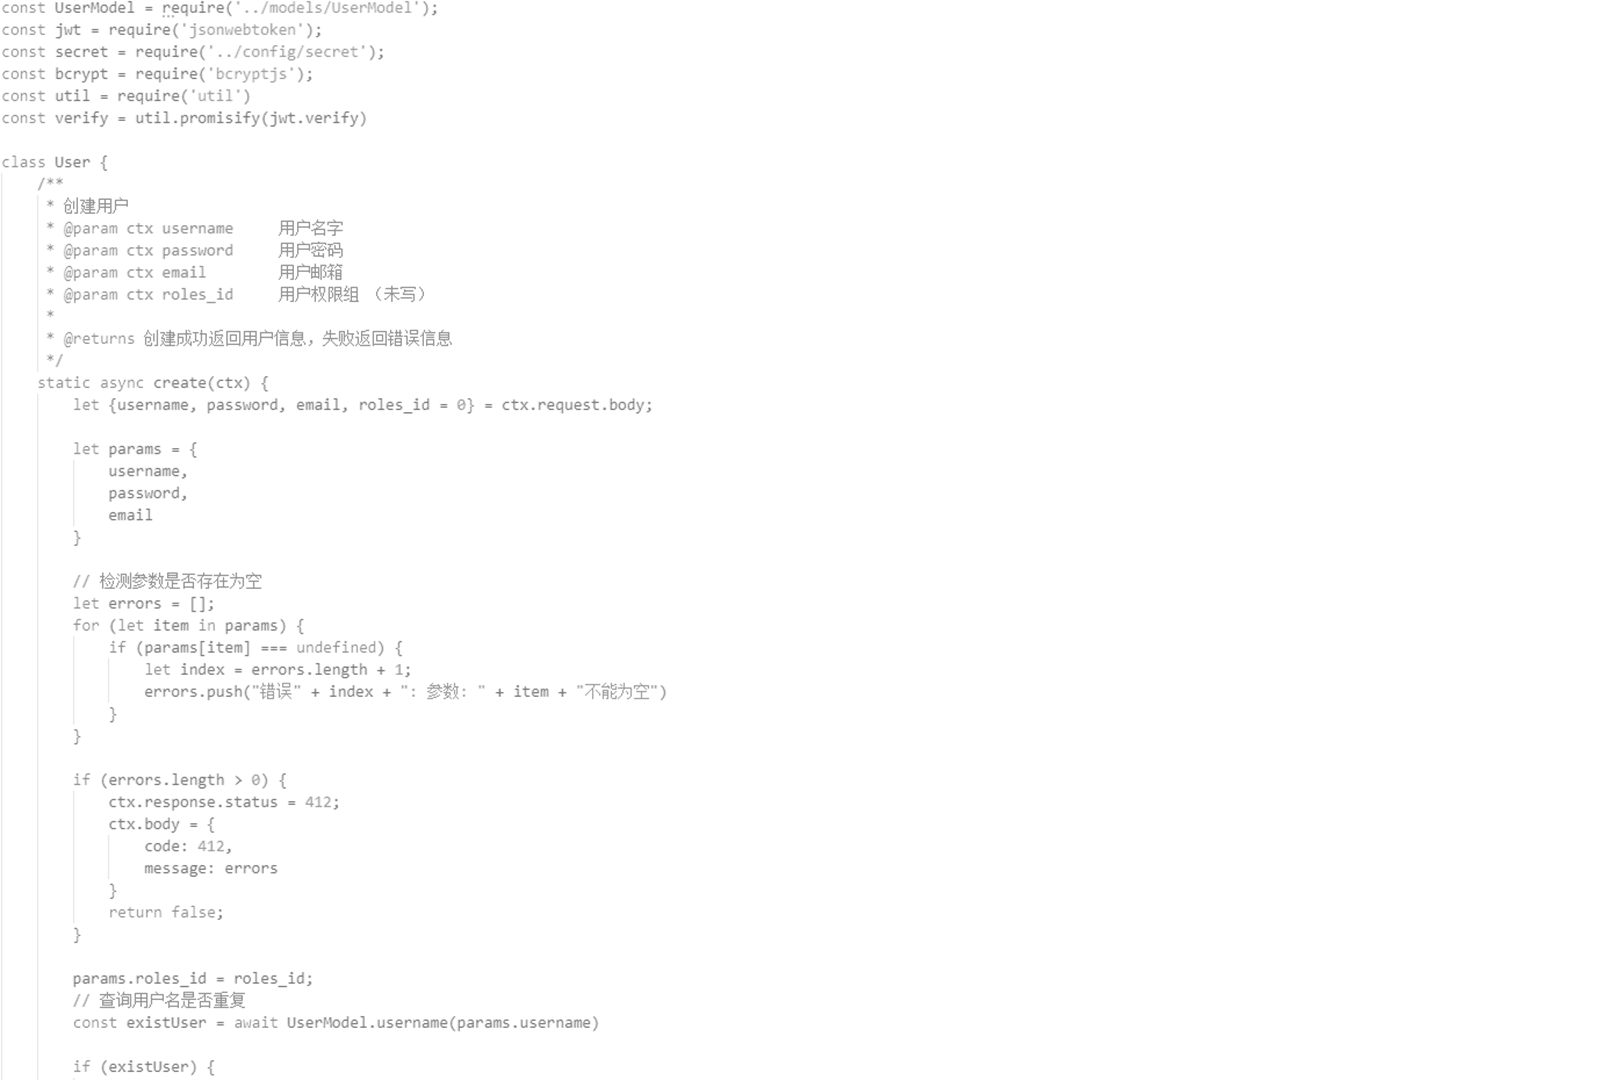 const UserModel = require('../models/UserModel');
const jwt = require('jsonwebtoken');
const secret = require('../config/secret');
const bcrypt = require('bcryptjs');
const util = require('util')
const verify = util.promisify(jwt.verify)
class User {
/**
* 创建用户
* @param ctx username 用户名字
* @param ctx password 用户密码
* @param ctx email 用户邮箱
* @param ctx roles_id 用户权限组 （未写）
*
* @returns 创建成功返回用户信息，失败返回错误信息
*/
static async create(ctx) {
let {username, password, email, roles_id = 0} = ctx.request.body;
let params = {
username,
password,
email
}
// 检测参数是否存在为空
let errors = [];
for (let item in params) {
if (params[item] === undefined) {
let index = errors.length + 1;
errors.push("错误" + index + ": 参数: " + item + "不能为空")
}
}
if (errors.length > 0) {
ctx.response.status = 412;
ctx.body = {
code: 412,
message: errors
}
return false;
}
params.roles_id = roles_id;
// 查询用户名是否重复
const existUser = await UserModel.username(params.username)
if (existUser) {